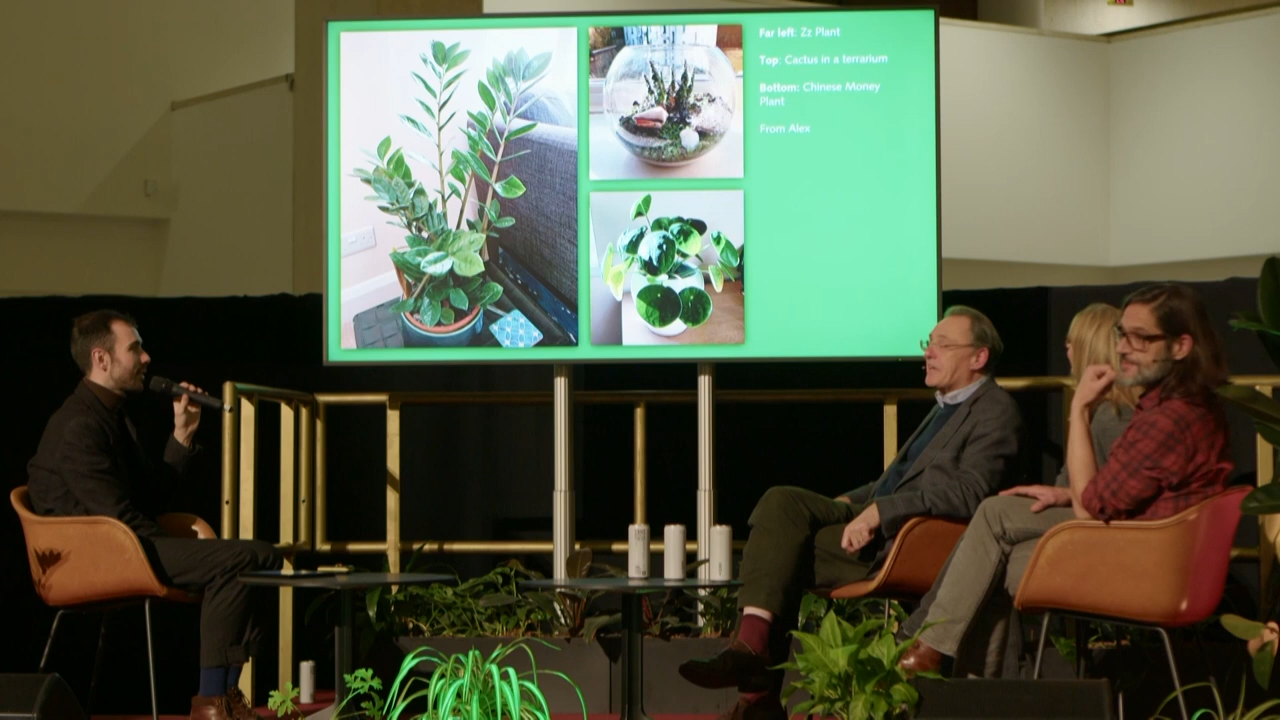 Far left: Zz Plant
Top: Cactus in a terrarium
Bottom: Chinese Money
Plant
From Alex